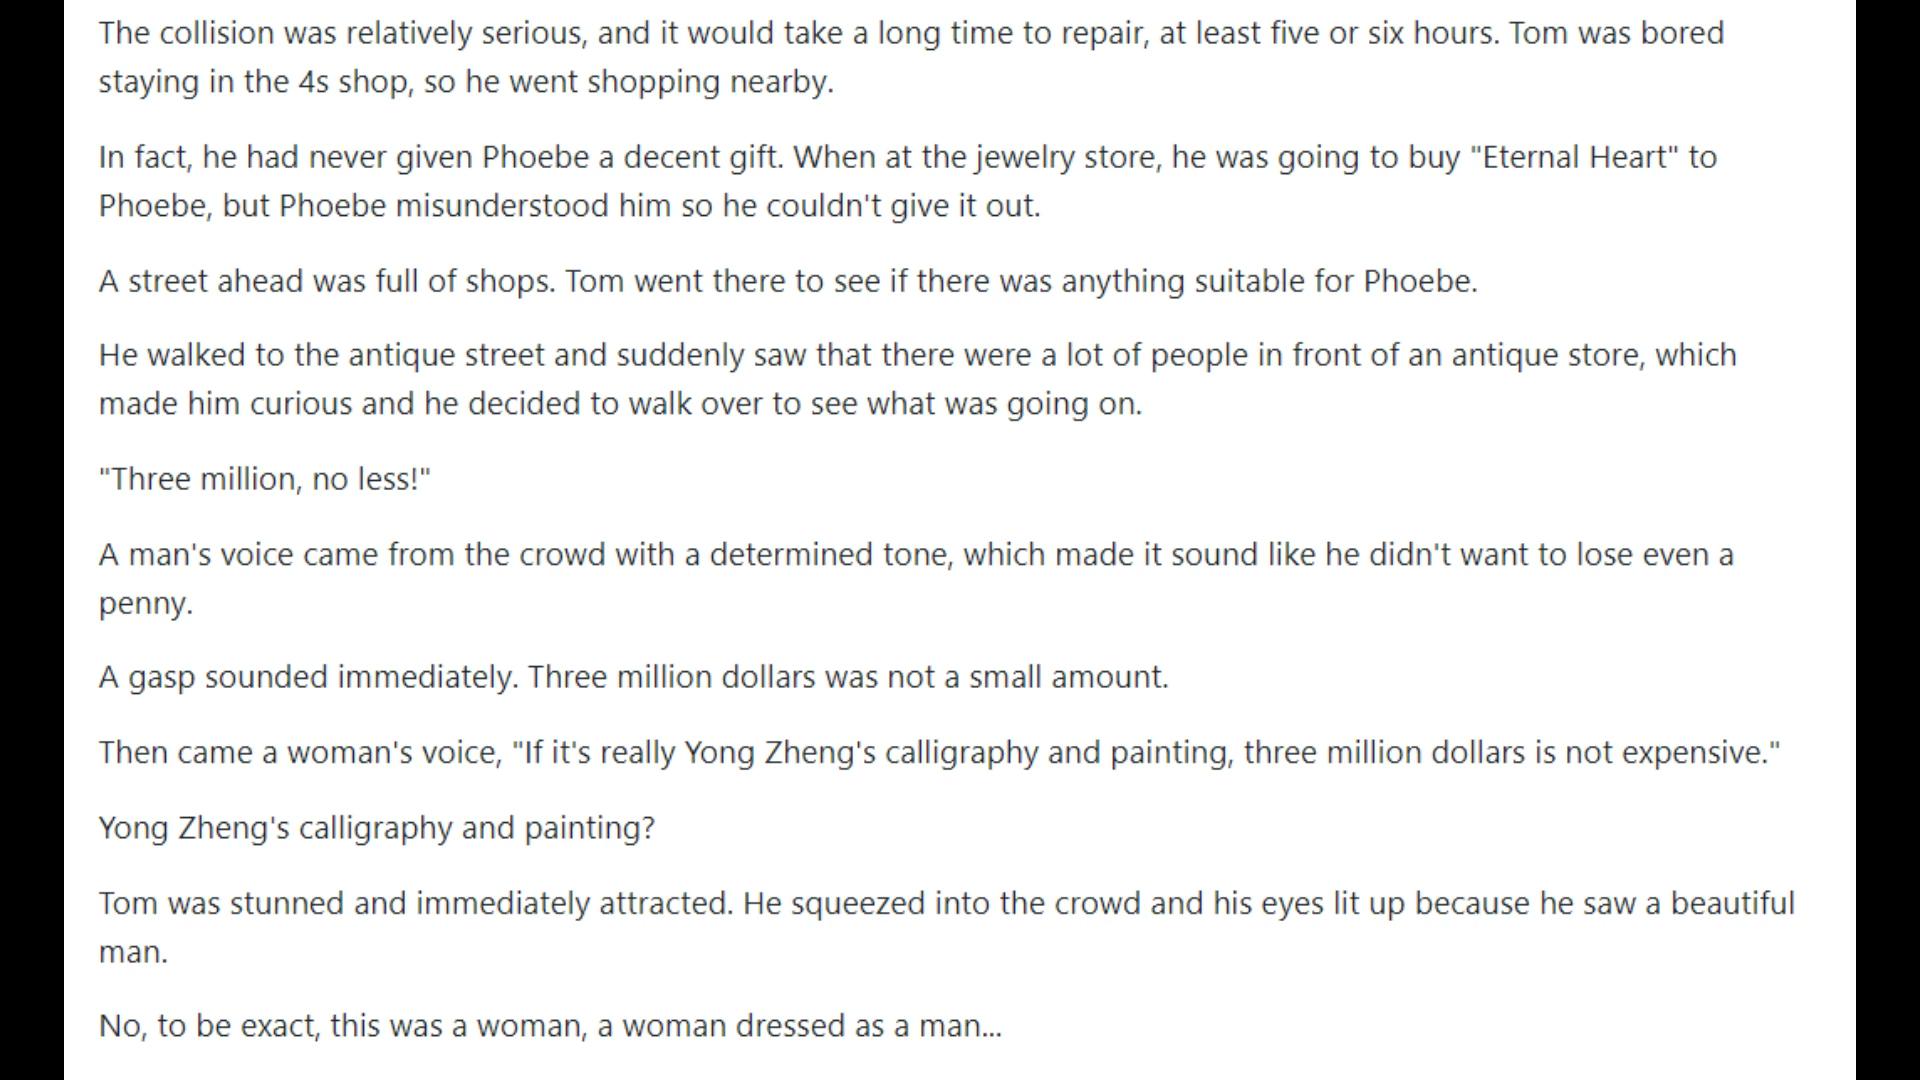 The collision was relatively serious, and it would take a long time to repair, at least five or six hours. Tom was bored
staying in the 4s shop, so he went shopping nearby.
In fact, he had never given Phoebe a decent gift. When at the jewelry store, he was going to buy "Eternal Heart" to
Phoebe, but Phoebe misunderstood him so he couldn't give it out.
A street ahead was full of shops. Tom went there to see if there was anything suitable for Phoebe.
He walked to the antique street and suddenly saw that there were a lot of people in front of an antique store, which
made him curious and he decided to walk over to see what was going on.
"Three million, no less!"
A man's voice came from the crowd with a determined tone, which made it sound like he didn't want to lose even a
penny.
A gasp sounded immediately. Three million dollars was not a small amount.
Then came a woman's voice, "If it's really Yong Zheng's calligraphy and painting, three million dollars is not expensive."
Yong Zheng's calligraphy and painting?
Tom was stunned and immediately attracted. He squeezed into the crowd and his eyes lit up because he saw a beautiful
man.
No, to be exact, this was a woman, a woman dressed as a man...